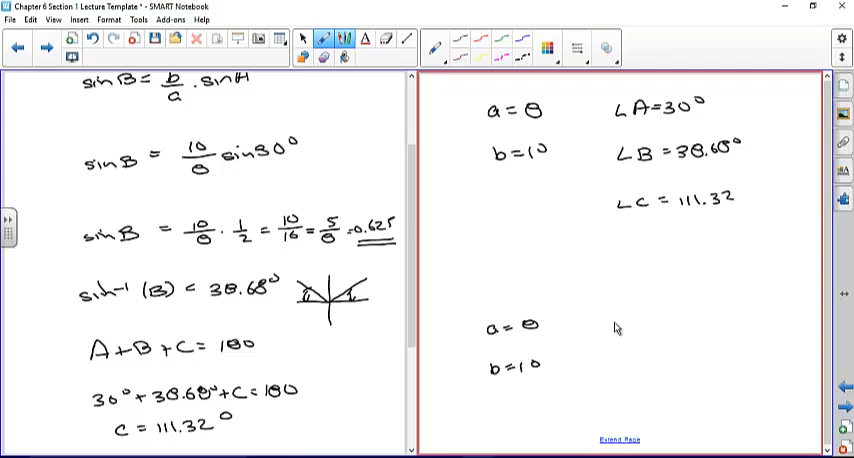 Chapter 6 Section 1 Lecture Template * - SMART Notebook
File Edit View Insert Format Tools Add-ons Help
sin B = b/a . sin A
sin B = 10/8 sin30°
sin B = 10/8 . 1/2 = 10/16 = 5/8 = 0.625
sin-1 (B) = 38.68°
A+B+C = 180
30° + 38.68° + C = 180
C = 111.32°
a = 8 ∠A=30°
b=10 ∠B = 38.68°
∠C = 111.32
a = 8
b=10
Extend Page